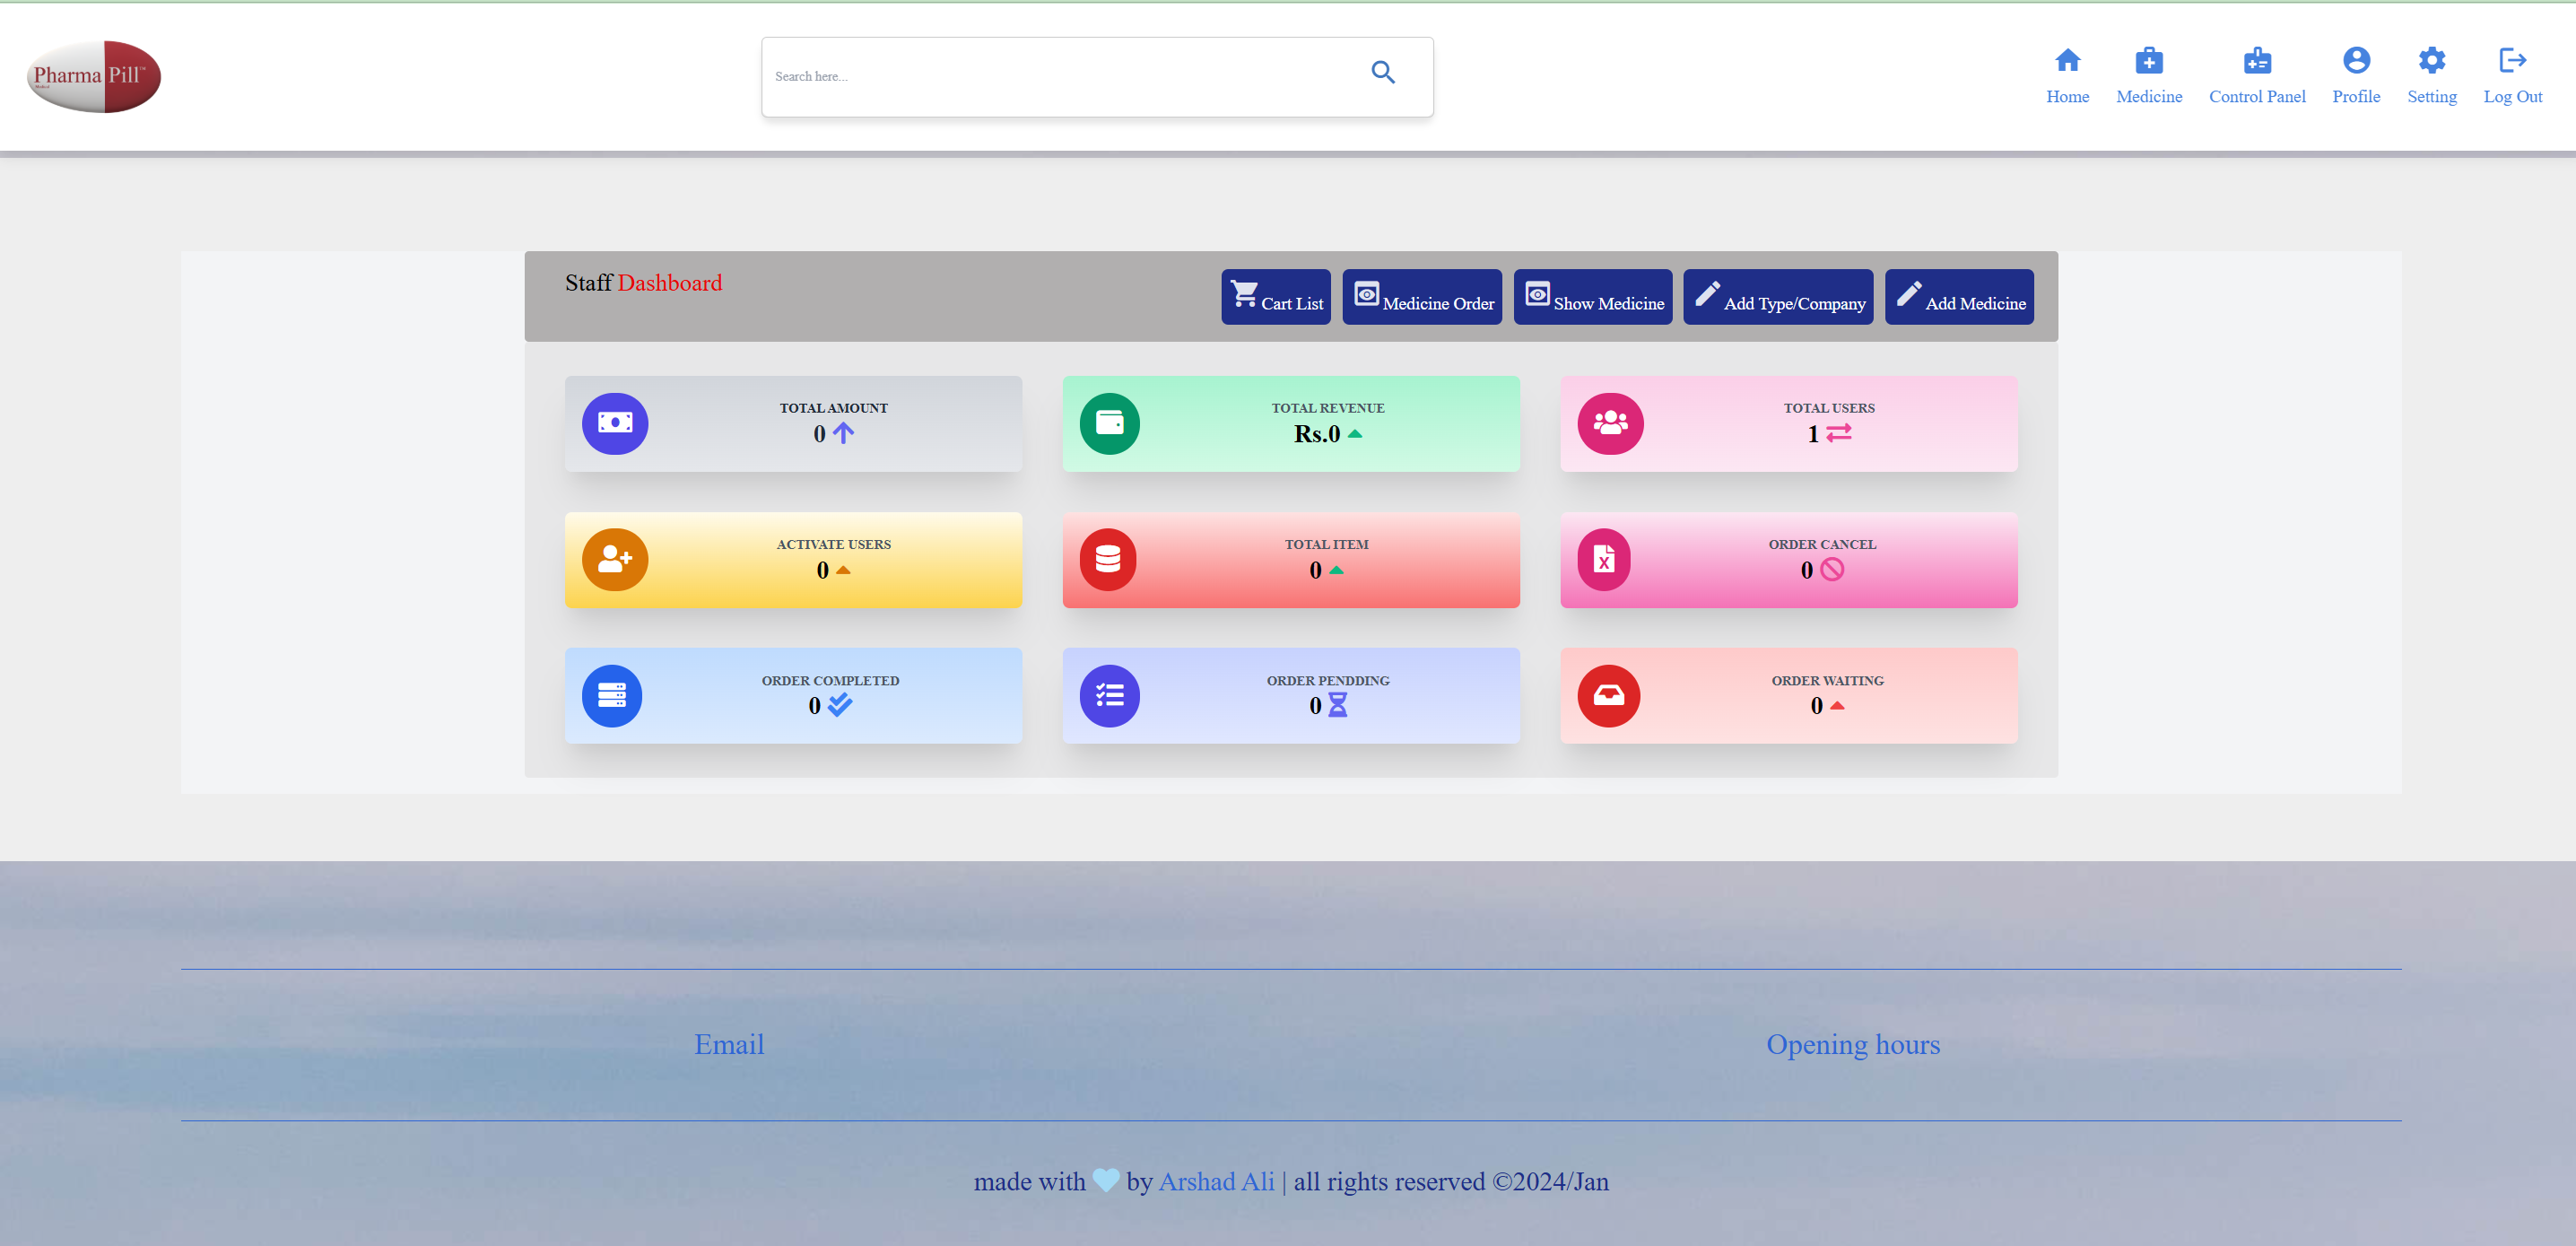 Pharma Pill™
Search here...
Home
Medicine
Control Panel
Profile
Setting
Log Out
Staff Dashboard
Cart List
Medicine Order
Show Medicine
Add Type/Company
Add Medicine
TOTAL AMOUNT
0
TOTAL REVENUE
Rs.0
TOTAL USERS
1
ACTIVATE USERS
0
TOTAL ITEM
0
ORDER CANCEL
0
ORDER COMPLETED
0
ORDER PENDDING
0
ORDER WAITING
0
Email
Opening hours
made with by Arshad Ali | all rights reserved ©2024/Jan